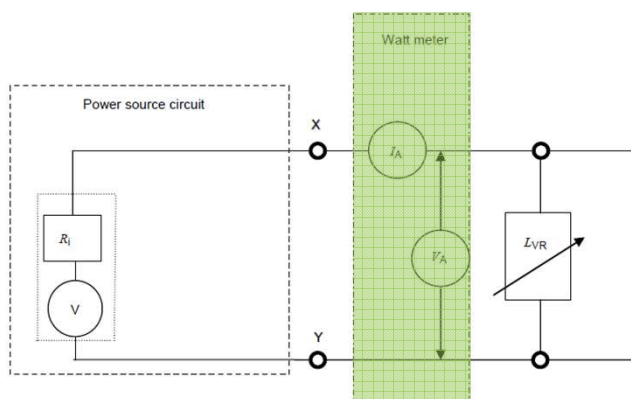 Watt meter
Power source circuit
X
I_A
R_i
V_A
L_VR
V
Y